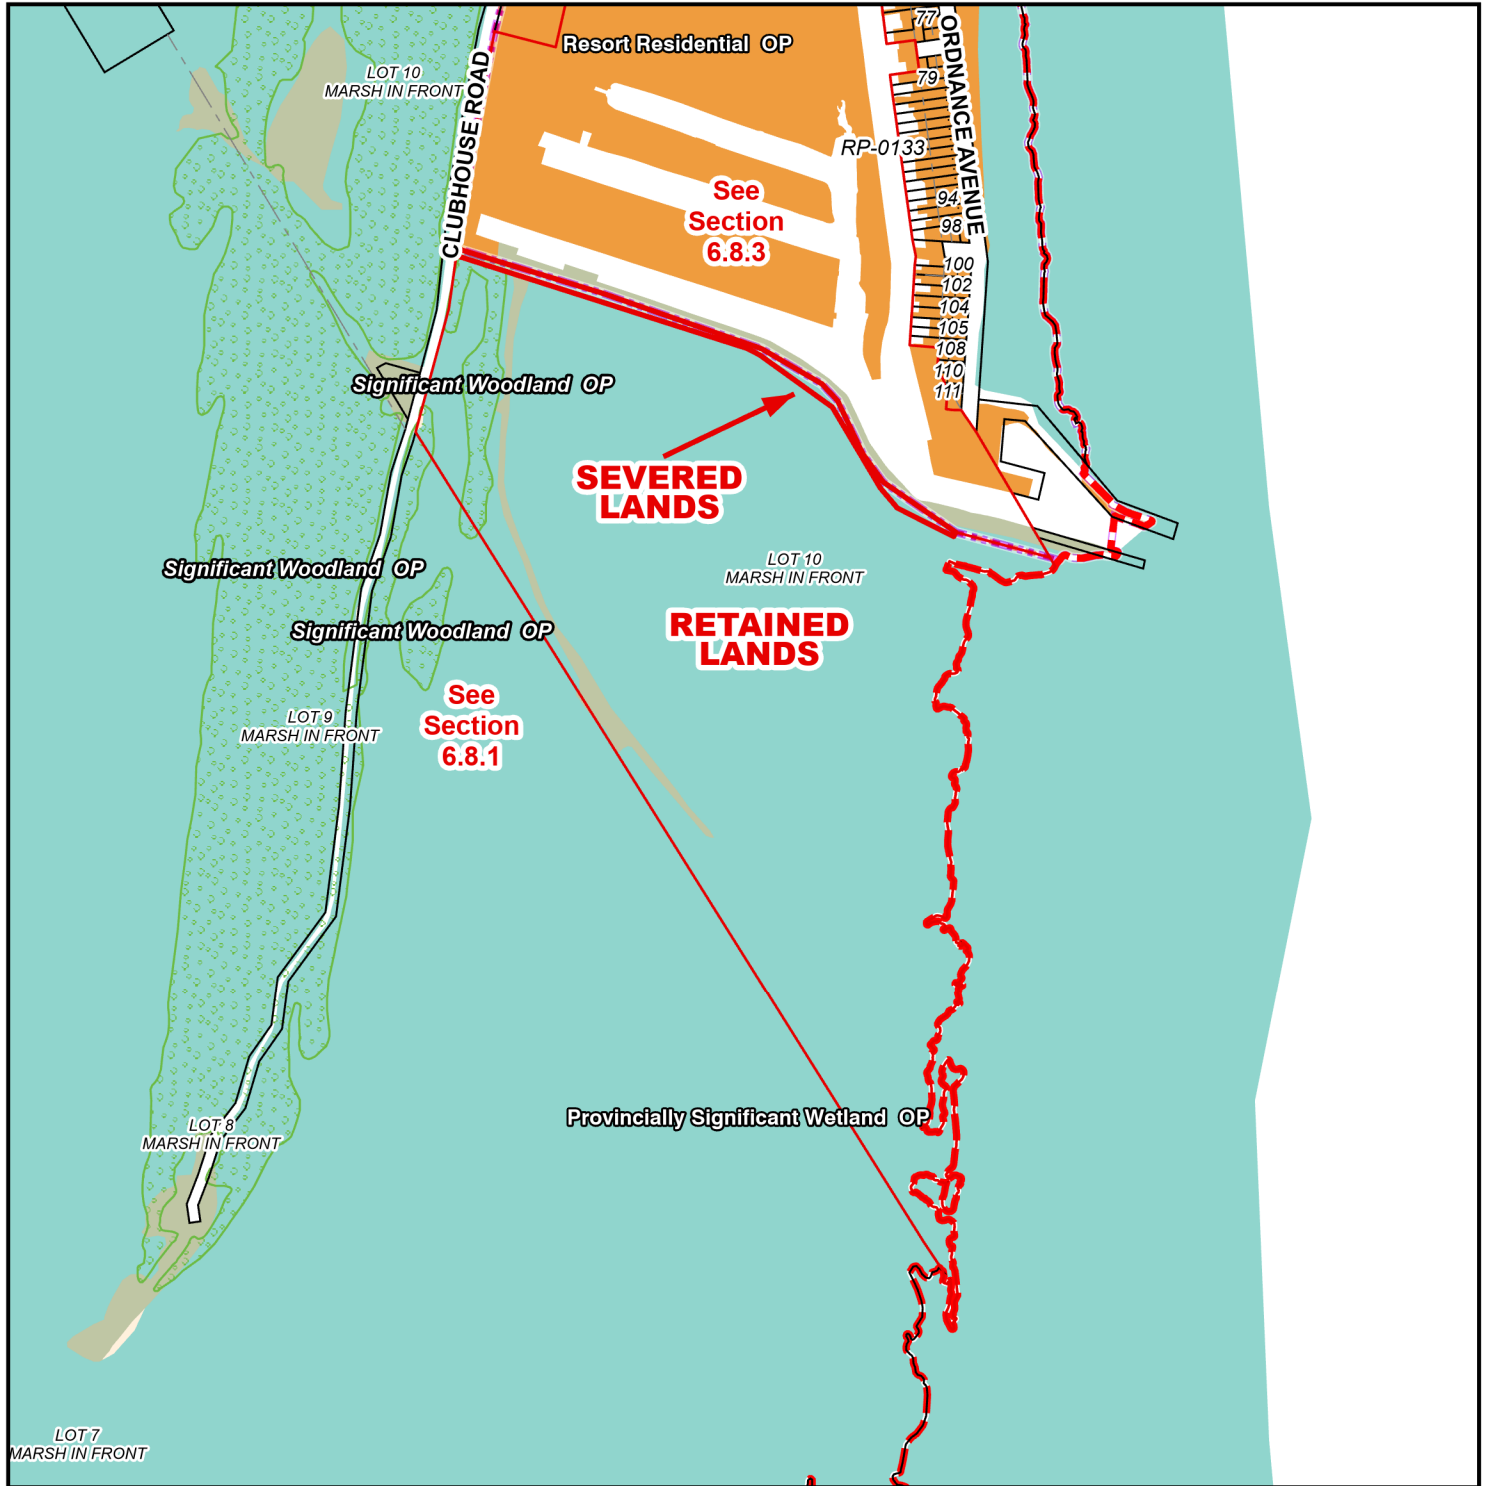 77
ORDNANCE AVENUE
Resort Residential OP
LOT 10
MARSH IN FRONT
79
CLUBHOUSE ROAD
RP-0133
See
Section
6.8.3
94
98
100
102
104
105
108
110
111
Significant Woodland OP
SEVERED
LANDS
LOT 10
MARSH IN FRONT
Significant Woodland OP
Significant Woodland OP
RETAINED
LANDS
See
Section
6.8.1
LOT 9
MARSH IN FRONT
Provincially Significant Wetland OP
LOT 8
MARSH IN FRONT
LOT 7
MARSH IN FRONT